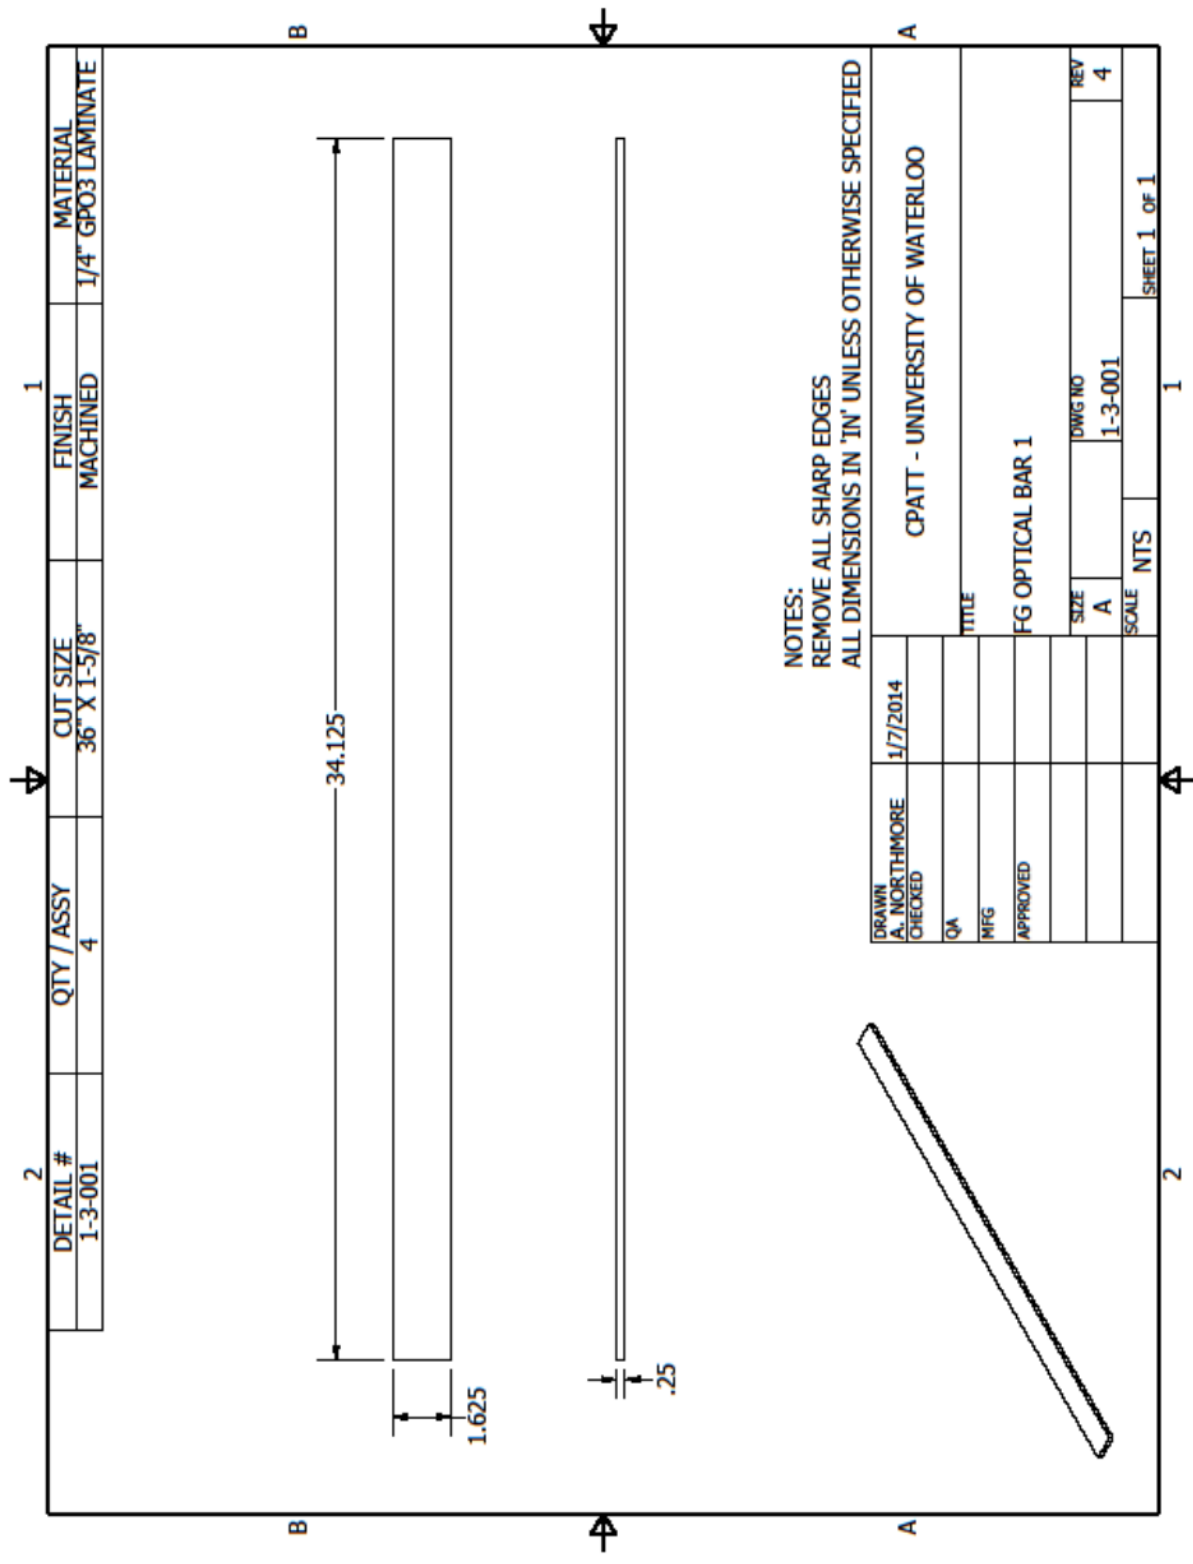 2
1
DETAIL #
QTY / ASSY
CUT SIZE
FINISH
MATERIAL
1-3-001
4
36" X 1-5/8"
MACHINED
1/4" GPO3 LAMINATE
B
B
34.125
1.625
.25
NOTES:
REMOVE ALL SHARP EDGES
ALL DIMENSIONS IN 'IN' UNLESS OTHERWISE SPECIFIED
A
A
DRAWN
A. NORTHMORE
1/7/2014
CHECKED
QA
MFG
APPROVED
CPATT - UNIVERSITY OF WATERLOO
TITLE
FG OPTICAL BAR 1
SIZE
A
DWG NO
1-3-001
REV
4
SCALE
NTS
SHEET 1 OF 1
2
1